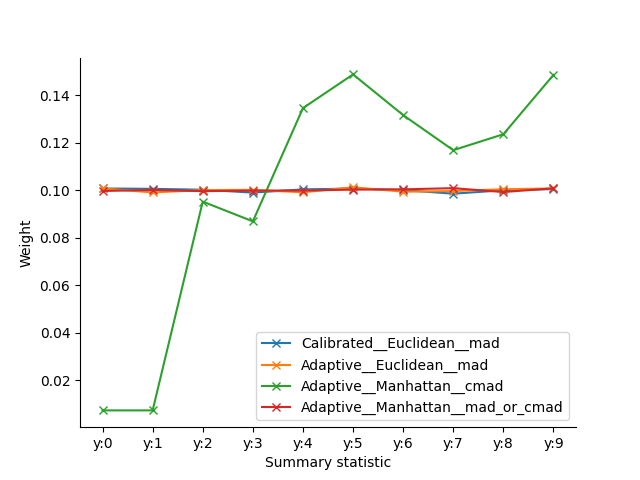 0.14
0.12
0.10
0.08
0.06
0.04
0.02
Weight
Calibrated__Euclidean__mad
Adaptive__Euclidean__mad
Adaptive__Manhattan__cmad
Adaptive__Manhattan__mad_or_cmad
y:0 y:1 y:2 y:3 y:4 y:5 y:6 y:7 y:8 y:9
Summary statistic